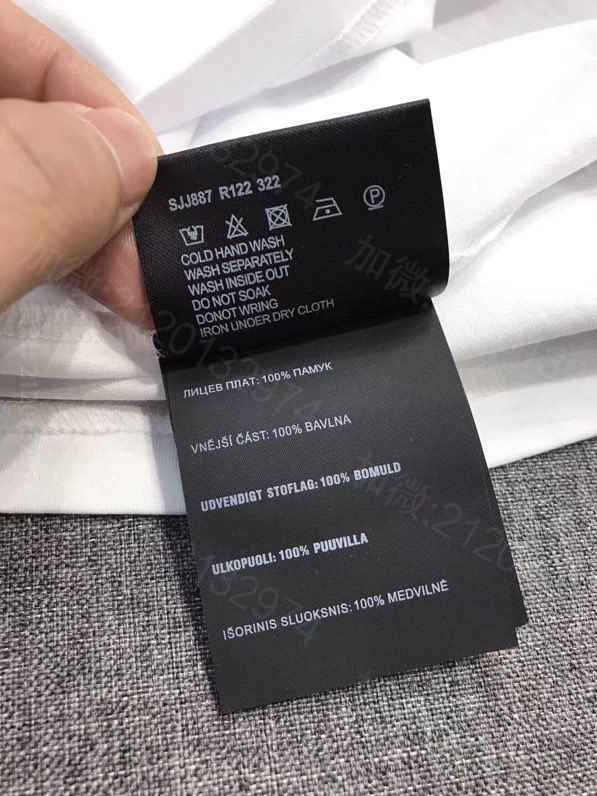 SJJ887 R122 322
COLD HAND WASH
WASH SEPARATELY
WASH INSIDE OUT
DO NOT SOAK
DONOT WRING
IRON UNDER DRY CLOTH
ЛИЦЕВ ПЛАТ: 100% ПАМУК
VNĚJŠÍ ČÁST: 100% BAVLNA
UDVENDIGT STOFLAG: 100% BOMULD
ULKOPUOLI: 100% PUUVILLA
IŠORINIS SLUOKSNIS: 100% MEDVILNĖ